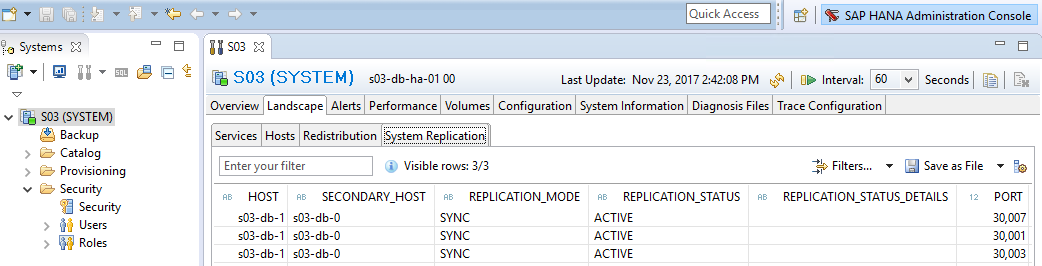 Quick Access
SAP HANA Administration Console
Systems
S03
S03 (SYSTEM) s03-db-ha-01 00
Last Update: Nov 23, 2017 2:42:08 PM Interval: 60 Seconds
SQL
Overview Landscape Alerts Performance Volumes Configuration System Information Diagnosis Files Trace Configuration
S03 (SYSTEM)
Backup
Catalog
Provisioning
Security
Security
Users
Roles
Services Hosts Redistribution System Replication
Enter your filter Visible rows: 3/3 Filters... Save as File
AB HOST AB SECONDARY_HOST AB REPLICATION_MODE AB REPLICATION_STATUS AB REPLICATION_STATUS_DETAILS 12 PORT
s03-db-1 s03-db-0 SYNC ACTIVE 30,007
s03-db-1 s03-db-0 SYNC ACTIVE 30,001
s03-db-1 s03-db-0 SYNC ACTIVE 30,003